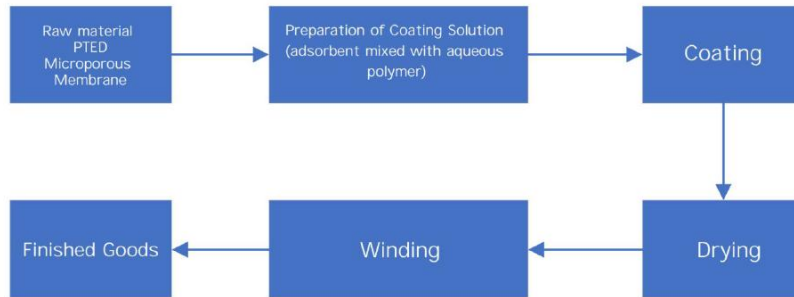 Raw material
PTED
Microporous
Membrane
Preparation of Coating Solution
(adsorbent mixed with aqueous
polymer)
Coating
Finished Goods
Winding
Drying